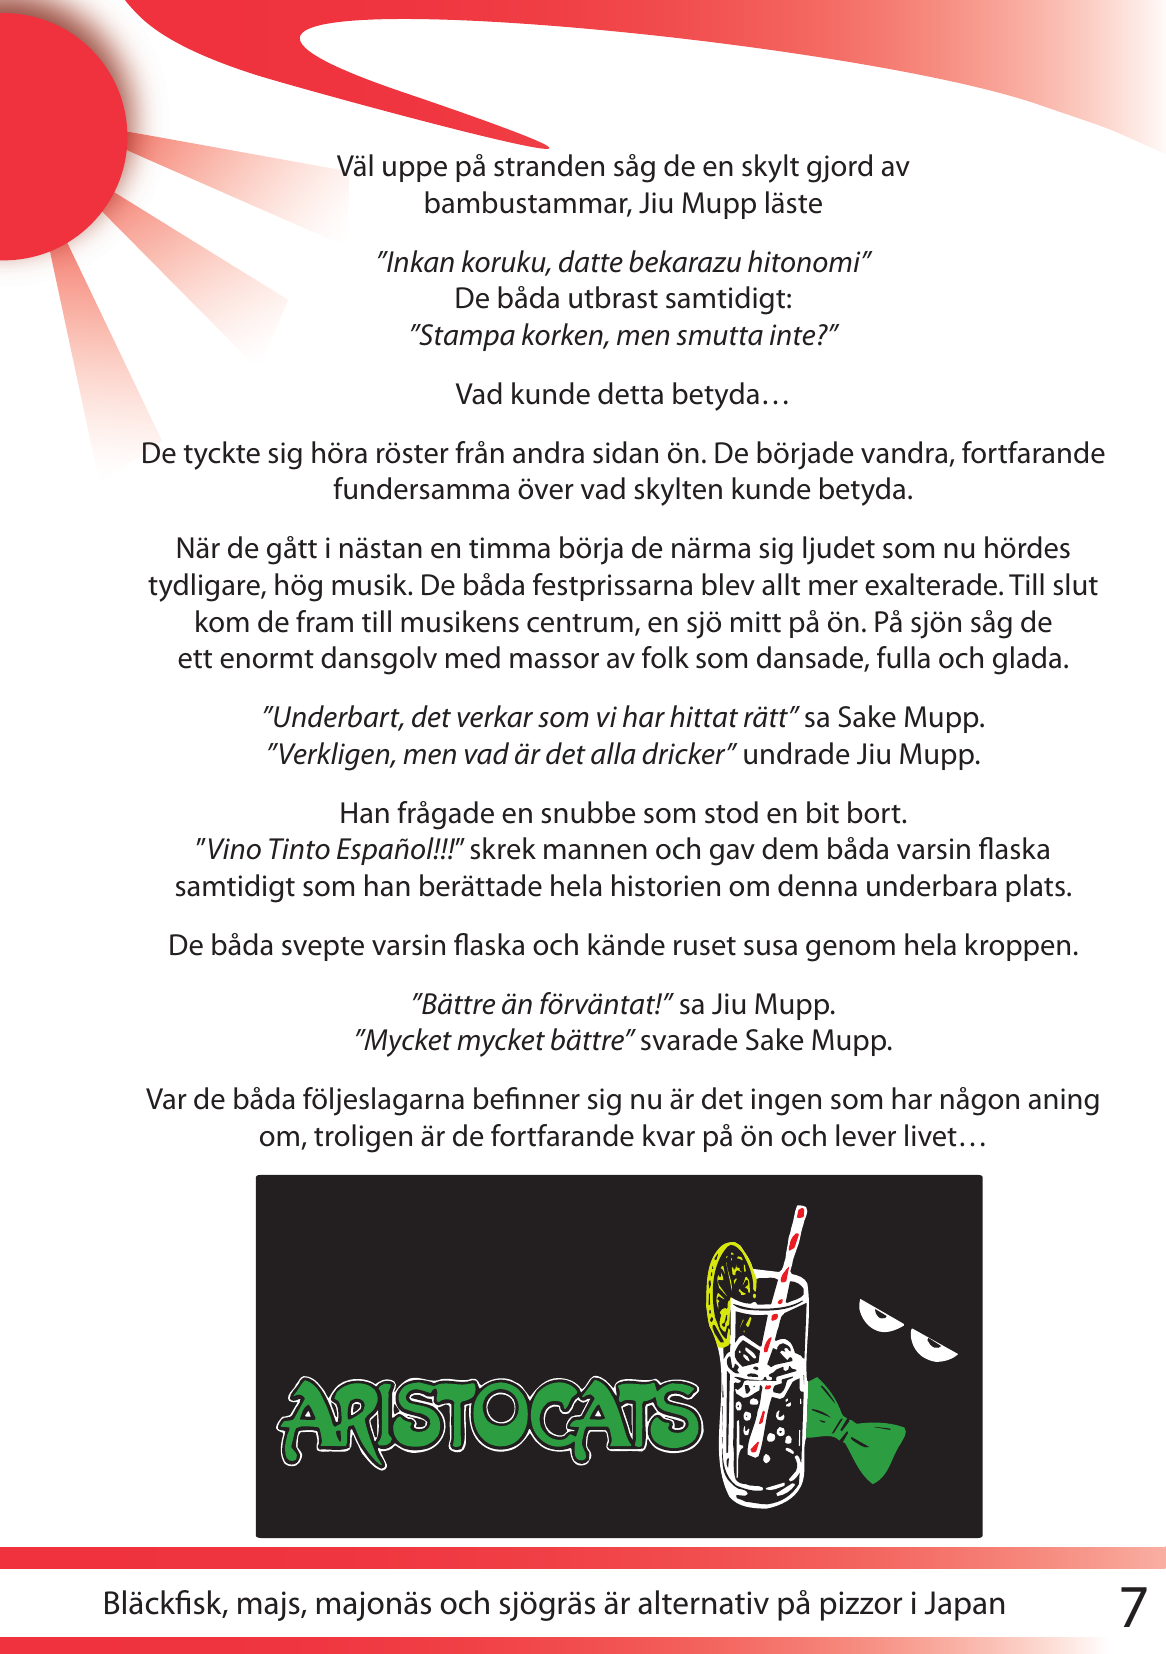 Väl uppe på stranden såg de en skylt gjord av
bambustammar, Jiu Mupp läste
”Inkan koruku, datte bekarazu hitonomi”
De båda utbrast samtidigt:
”Stampa korken, men smutta inte?”
Vad kunde detta betyda…
De tyckte sig höra röster från andra sidan ön. De började vandra, fortfarande
fundersamma över vad skylten kunde betyda.
När de gått i nästan en timma börja de närma sig ljudet som nu hördes
tydligare, hög musik. De båda festprissarna blev allt mer exalterade. Till slut
kom de fram till musikens centrum, en sjö mitt på ön. På sjön såg de
ett enormt dansgolv med massor av folk som dansade, fulla och glada.
”Underbart, det verkar som vi har hittat rätt” sa Sake Mupp.
”Verkligen, men vad är det alla dricker” undrade Jiu Mupp.
Han frågade en snubbe som stod en bit bort.
”Vino Tinto Español!!!” skrek mannen och gav dem båda varsin flaska
samtidigt som han berättade hela historien om denna underbara plats.
De båda svepte varsin flaska och kände ruset susa genom hela kroppen.
”Bättre än förväntat!” sa Jiu Mupp.
”Mycket mycket bättre” svarade Sake Mupp.
Var de båda följeslagarna befinner sig nu är det ingen som har någon aning
om, troligen är de fortfarande kvar på ön och lever livet…
ARISTOCATS
Bläckfisk, majs, majonäs och sjögräs är alternativ på pizzor i Japan
7